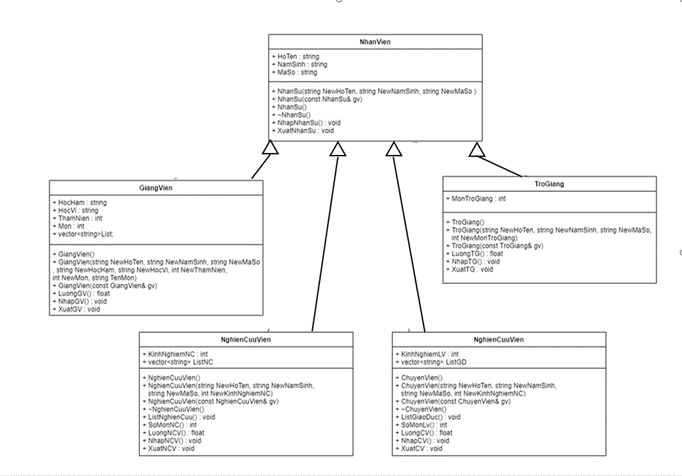 NhanVien
+ HoTen : string
+ NamSinh : string
+ MaSo : string
+ NhanSu(string NewHoTen, string NewNamSinh, string NewMaSo )
+ NhanSu(const NhanSu& gv)
+ NhanSu()
+ ~NhanSu()
+ NhapNhanSu() : void
+ XuatNhanSu : void
GiangVien
+ HocHam : string
+ HocVi : string
+ ThamNien : int
+ Mon : int
+ vector<string>List;
+ GiangVien()
+ GiangVien(string NewHoTen, string NewNamSinh, string NewMaSo
, string NewHocHam, string NewHocVi, int NewThamNien,
int NewMon, string TenMon)
+ GiangVien(const GiangVien& gv)
+ LuongGV() : float
+ NhapGV() : void
+ XuatGV : void
TroGiang
+ MonTroGiang : int
+ TroGiang()
+ TroGiang(string NewHoTen, string NewNamSinh, string NewMaSo,
int NewMonTroGiang)
+ TroGiang(const TroGiang& gv)
+ LuongTG() : float
+ NhapTG() : void
+ XuatTG : void
NghienCuuVien
+ KinhNghiemNC : int
+ vector<string> ListNC
+ NghienCuuVien()
+ NghienCuuVien(string NewHoTen, string NewNamSinh,
string NewMaSo, int NewKinhNghiemNC)
+ NghienCuuVien(const NghienCuuVien& gv)
+ ~NghienCuuVien()
+ ListNghienCuu() : void
+ SoMonNC() : int
+ LuongNCV() : float
+ NhapNCV() : void
+ XuatNCV : void
NghienCuuVien
+ KinhNghiemLV : int
+ vector<string> ListGD
+ ChuyenVien()
+ ChuyenVien(string NewHoTen, string NewNamSinh,
string NewMaSo, int NewKinhNghiemNC)
+ ChuyenVien(const ChuyenVien& gv)
+ ~ChuyenVien()
+ ListGiaoDuc() : void
+ SoMonLv() : int
+ LuongCV() : float
+ NhapCV() : void
+ XuatCV : void